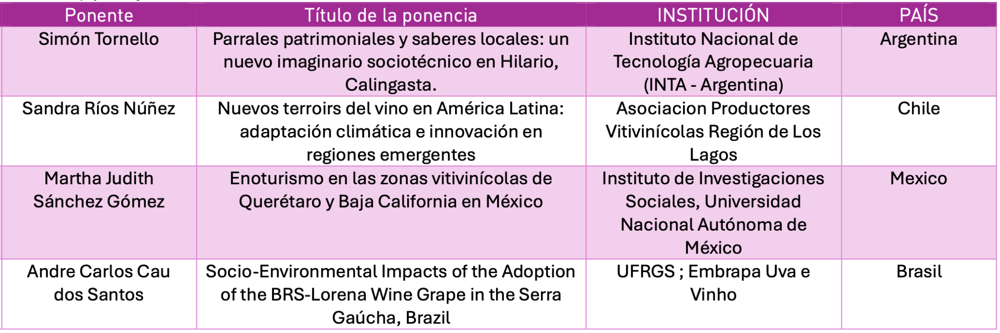 Ponente Título de la ponencia INSTITUCIÓN PAÍS
Simón Tornello
Parrales patrimoniales y saberes locales: un
nuevo imaginario sociotécnico en Hilario,
Calingasta.
Instituto Nacional de
Tecnología Agropecuaria
(INTA - Argentina)
Argentina
Sandra Ríos Núñez
Nuevos terroirs del vino en América Latina:
adaptación climática e innovación en
regiones emergentes
Asociacion Productores
Vitivinícolas Región de Los
Lagos
Chile
Martha Judith
Sánchez Gómez
Enoturismo en las zonas vitivinícolas de
Querétaro y Baja California en México
Instituto de Investigaciones
Sociales, Universidad
Nacional Autónoma de
México
Mexico
Andre Carlos Cau
dos Santos
Socio-Environmental Impacts of the Adoption
of the BRS-Lorena Wine Grape in the Serra
Gaúcha, Brazil
UFRGS ; Embrapa Uva e
Vinho
Brasil